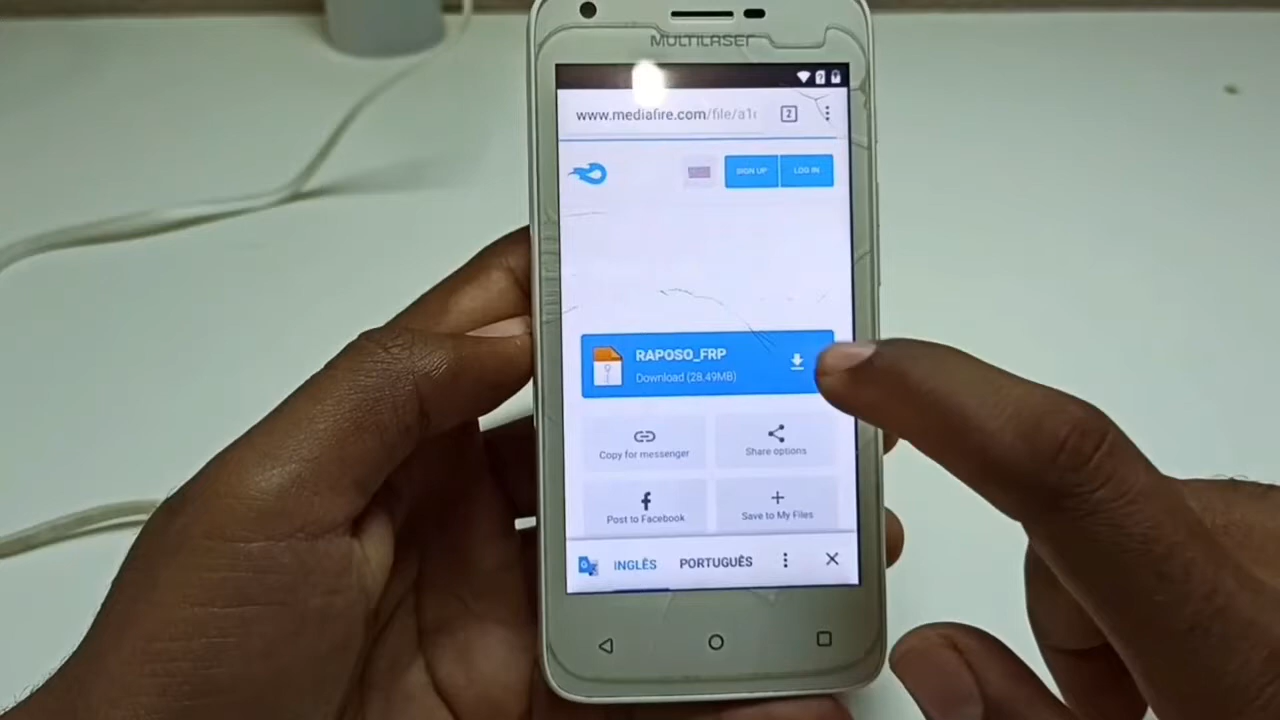 MULTILASER
www.mediafire.com/file/a1
2
SIGN UP
LOG IN
RAPOSO_FRP
Download (28.49MB)
Copy for messenger
Share options
Post to Facebook
Save to My Files
INGLÊS
PORTUGUÊS